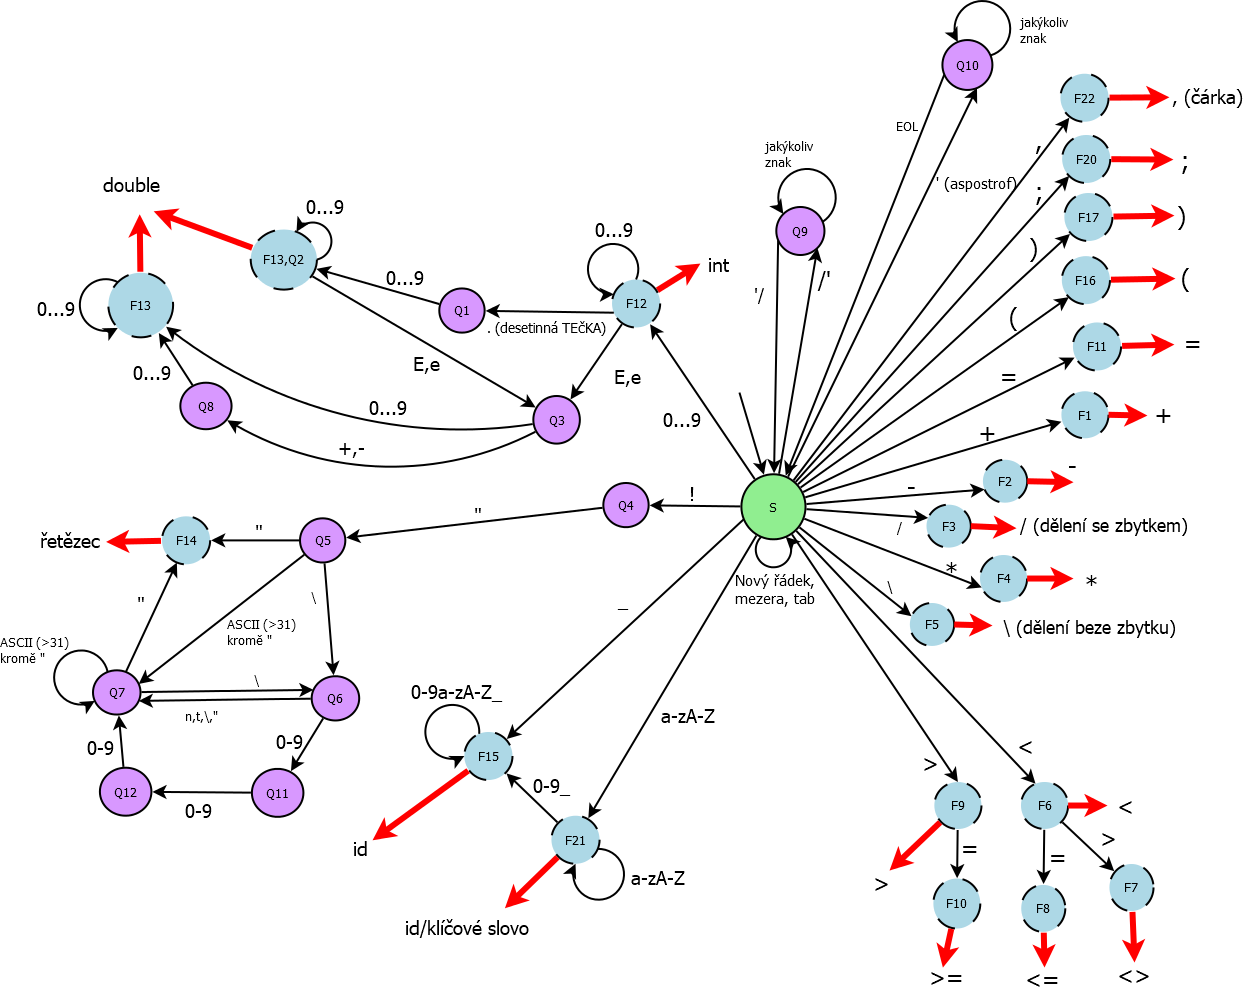 jakýkoliv
znak
Q10
F22
, (čárka)
EOL
,
jakýkoliv
znak
' (aspostrof)
F20
;
;
double
0...9
Q9
F17
)
)
0...9
F13,Q2
int
'/
/'
F16
(
(
0...9
0...9
F13
Q1
F12
. (desetinná TEČKA)
E,e
E,e
F11
=
=
0...9
Q8
0...9
Q3
0...9
F1
+
+
+,-
-
F2
-
!
"
Q4
S
/
F3
/ (dělení se zbytkem)
řetězec
F14
"
Q5
*
F4
*
Nový řádek,
mezera, tab
\
F5
\ (dělení beze zbytku)
"
ASCII (>31)
kromě "
\
_
ASCII (>31)
kromě "
Q7
\
Q6
n,t,\,"
0-9a-zA-Z_
a-zA-Z
0-9
0-9
F15
<
>
Q12
0-9
Q11
0-9_
F9
F6
<
id
F21
=
=
>
a-zA-Z
>
F10
F8
F7
id/klíčové slovo
>=
<=
<>